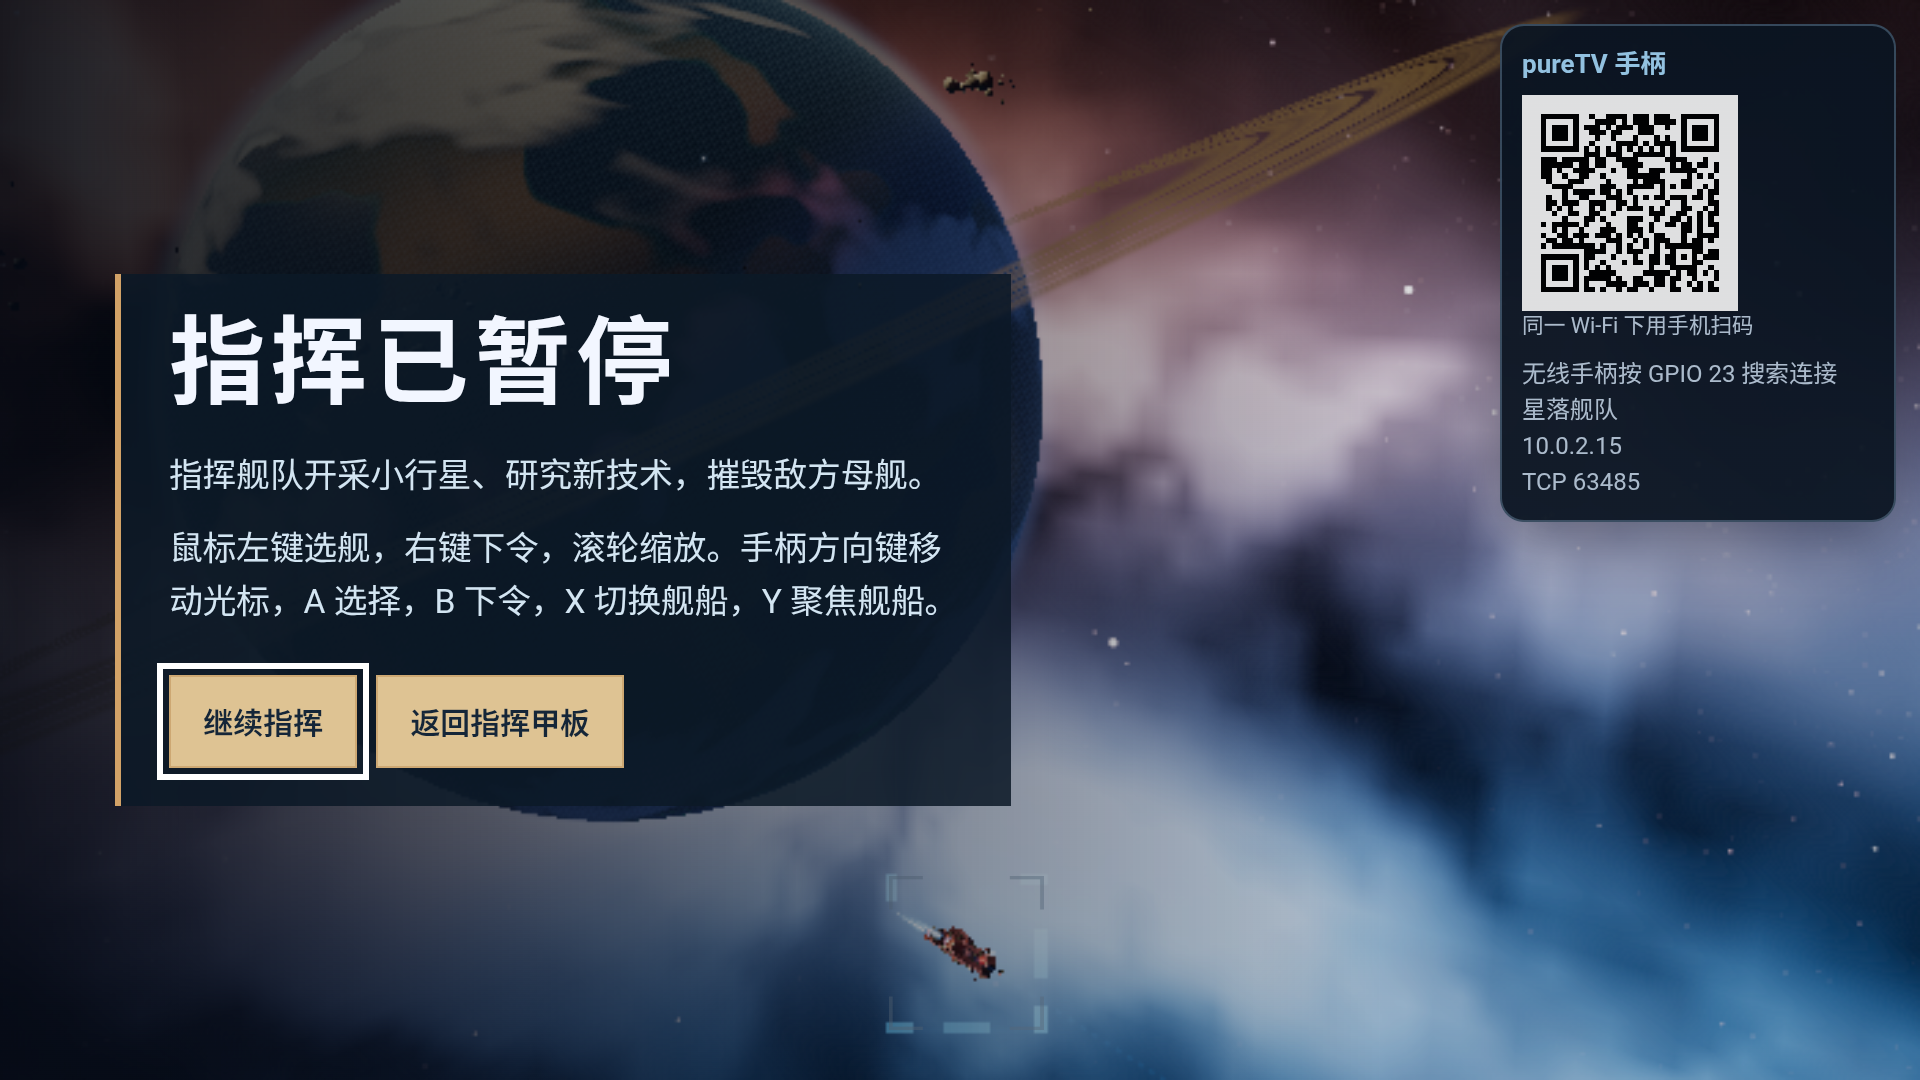 指挥已暂停
指挥舰队开采小行星、研究新技术，摧毁敌方母舰。
鼠标左键选舰，右键下令，滚轮缩放。手柄方向键移
动光标，A 选择，B 下令，X 切换舰船，Y 聚焦舰船。
继续指挥
返回指挥甲板
pureTV 手柄
同一 Wi-Fi 下用手机扫码
无线手柄按 GPIO 23 搜索连接
星落舰队
10.0.2.15
TCP 63485